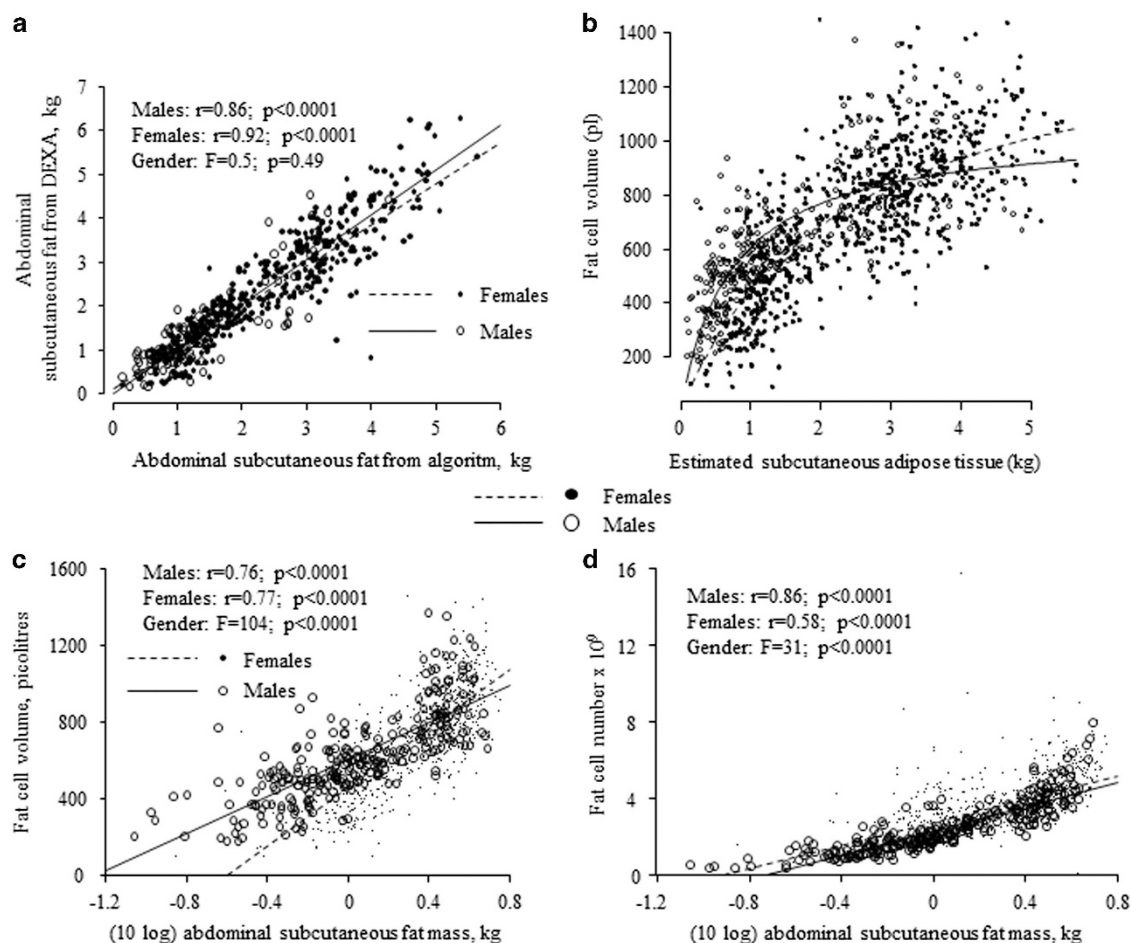 a
Abdominal
subcutaneous fat from DEXA, kg
7
6
5
4
3
2
1
0
Males: r=0.86; p<0.0001
Females: r=0.92; p<0.0001
Gender: F=0.5; p=0.49
Females
Males
0 1 2 3 4 5 6
Abdominal subcutaneous fat from algoritm, kg
b
Fat cell volume (pl)
1400
1200
1000
800
600
400
200
0 1 2 3 4 5
Estimated subcutaneous adipose tissue (kg)
Females
Males
c
Fat cell volume, picolitres
1600
1200
800
400
0
Males: r=0.76; p<0.0001
Females: r=0.77; p<0.0001
Gender: F=104; p<0.0001
Females
Males
-1.2 -0.8 -0.4 0 0.4 0.8
(10 log) abdominal subcutaneous fat mass, kg
d
Fat cell number x 10⁹
16
12
8
4
0
Males: r=0.86; p<0.0001
Females: r=0.58; p<0.0001
Gender: F=31; p<0.0001
-1.2 -0.8 -0.4 0 0.4 0.8
(10 log) abdominal subcutaneous fat mass, kg